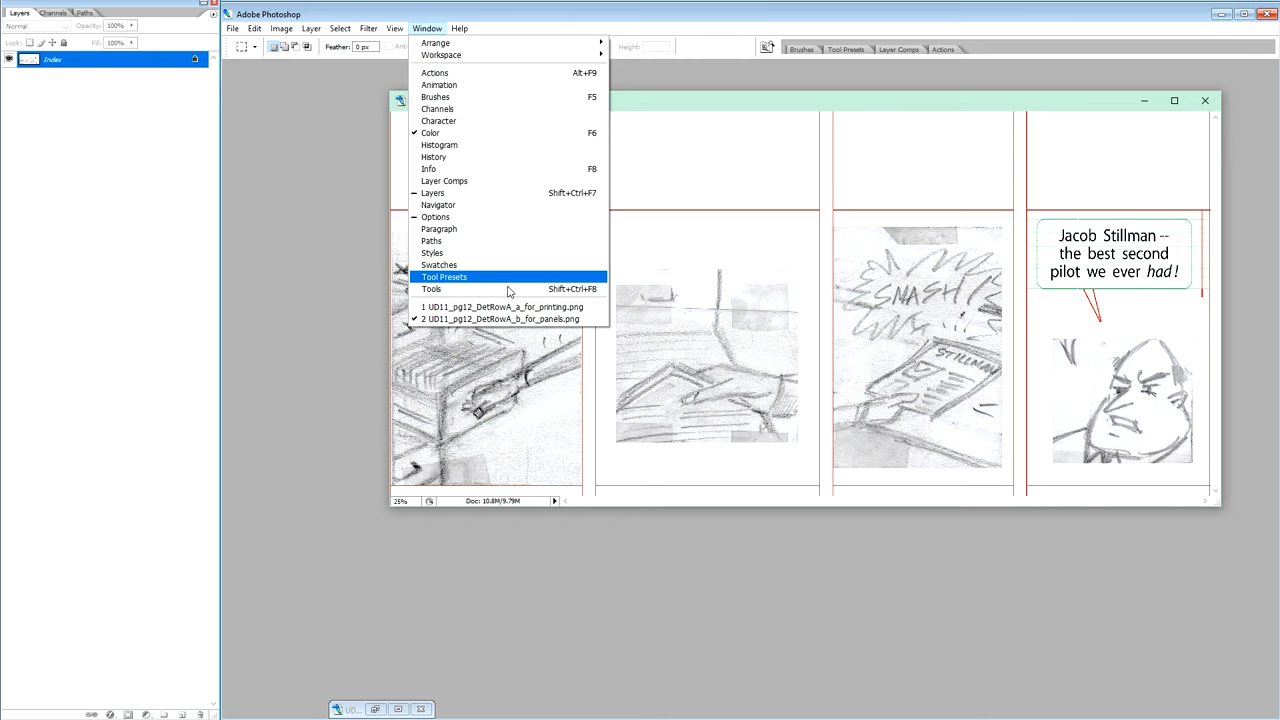 Layers Channels Paths
Normal Opacity: 100%
Lock: Fill: 100%
Index
Adobe Photoshop
File Edit Image Layer Select Filter View Window Help
Feather: 0 px Height:
Brushes Tool Presets Layer Comps Actions
Arrange
Workspace
Actions Alt+F9
Animation
Brushes F5
Channels
Character
Color F6
Histogram
History
Info F8
Layer Comps
Layers Shift+Ctrl+F7
Navigator
Options
Paragraph
Paths
Styles
Swatches
Tool Presets
Tools Shift+Ctrl+F8
1 UD11_pg12_DetRowA_a_for_printing.png
2 UD11_pg12_DetRowA_b_for_panels.png
SMASH!
STILLMAN
Jacob Stillman --
the best second
pilot we ever had!
25% Doc: 10.8M/9.79M
UD...